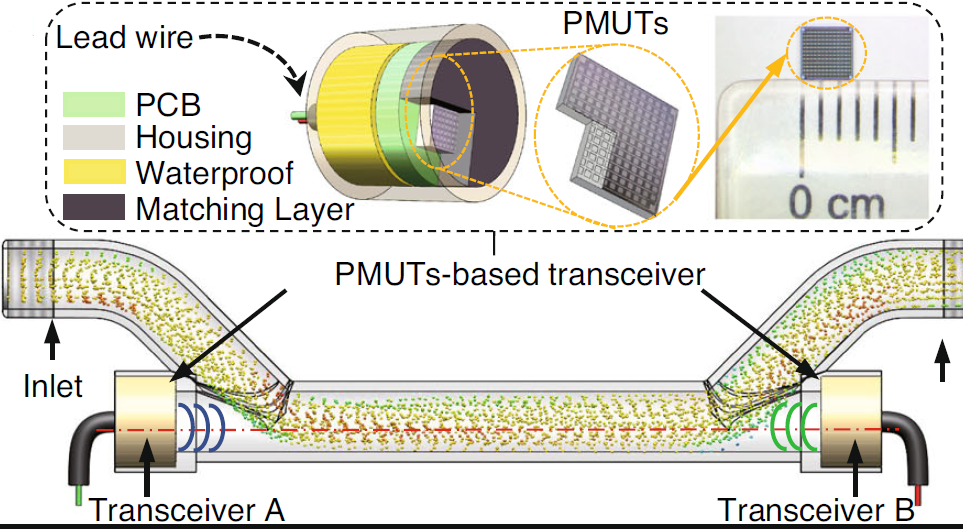 Lead wire
PMUTs
PCB
Housing
Waterproof
Matching Layer
0 cm
PMUTs-based transceiver
Inlet
Transceiver A
Transceiver B